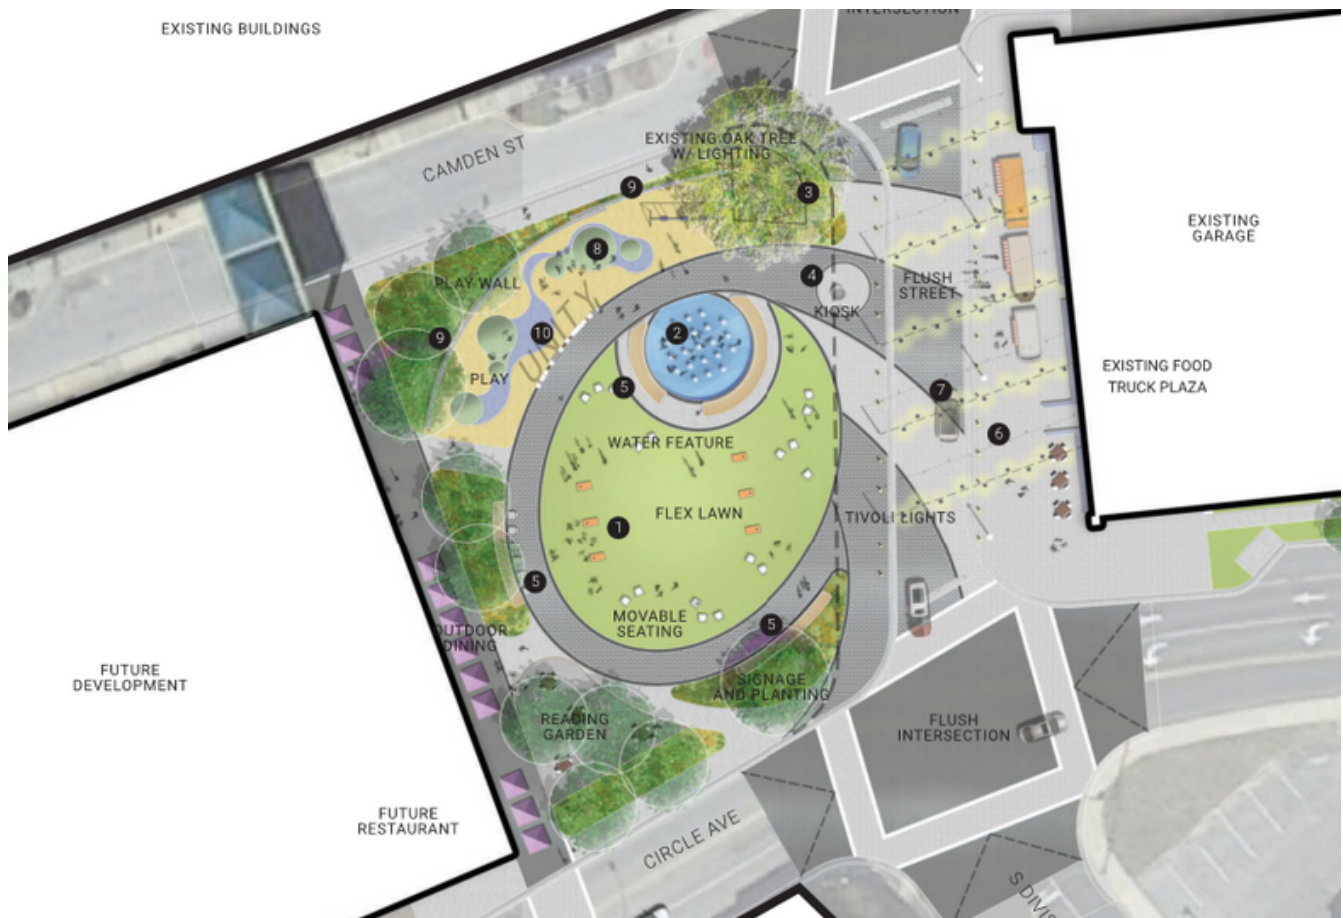 INTERSECTION
EXISTING BUILDINGS
CAMDEN ST
EXISTING OAK TREE
W/ LIGHTING
9
3
EXISTING
GARAGE
8
PLAY WALL
4
KIOSK
FLUSH
STREET
9
10
UNITY
2
PLAY
5
7
EXISTING FOOD
TRUCK PLAZA
6
WATER FEATURE
FLEX LAWN
1
TIVOLI LIGHTS
5
MOVABLE
SEATING
5
OUTDOOR
DINING
FUTURE
DEVELOPMENT
SIGNAGE
AND PLANTING
READING
GARDEN
FLUSH
INTERSECTION
FUTURE
RESTAURANT
CIRCLE AVE
S DIVIS